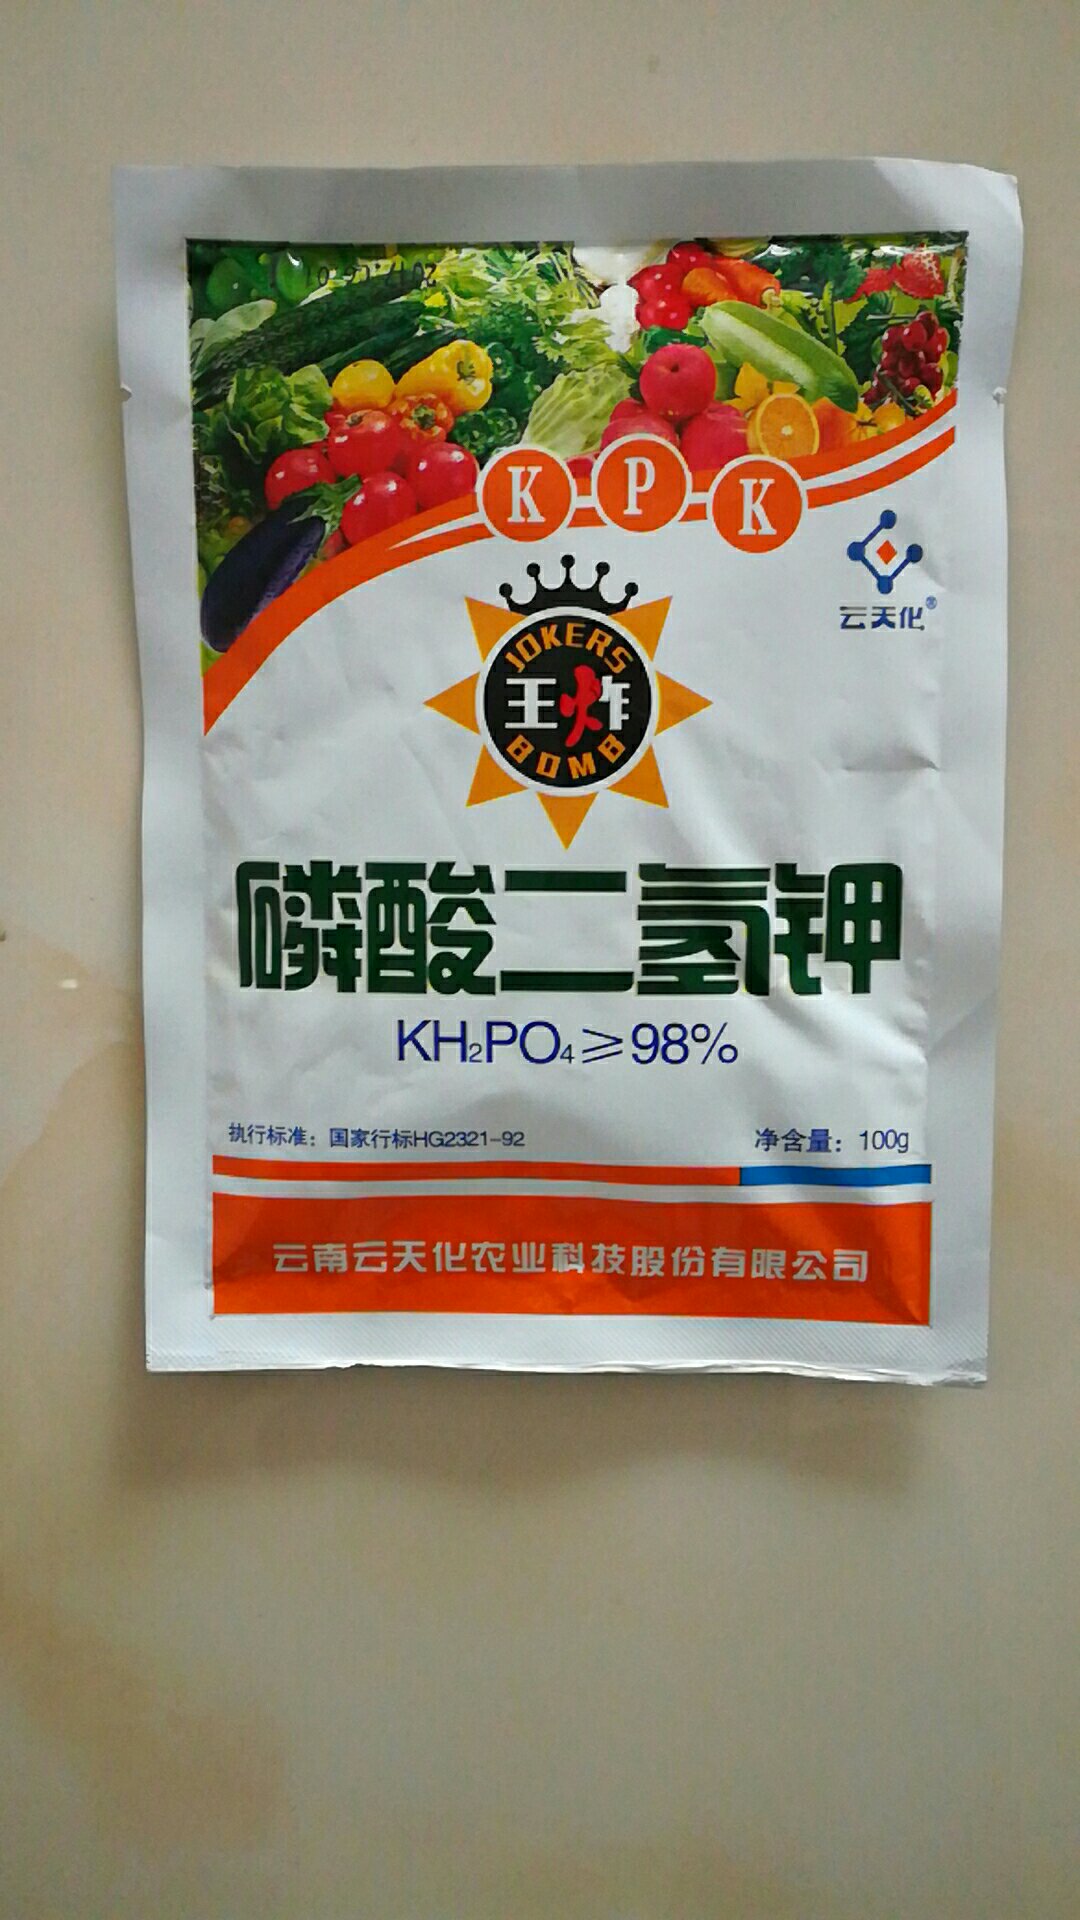 K P K
云天化®
JOKERS
王炸
BOMB
磷酸二氢钾
KH₂PO₄≥98%
执行标准：国家行标HG2321-92
净含量：100g
云南云天化农业科技股份有限公司